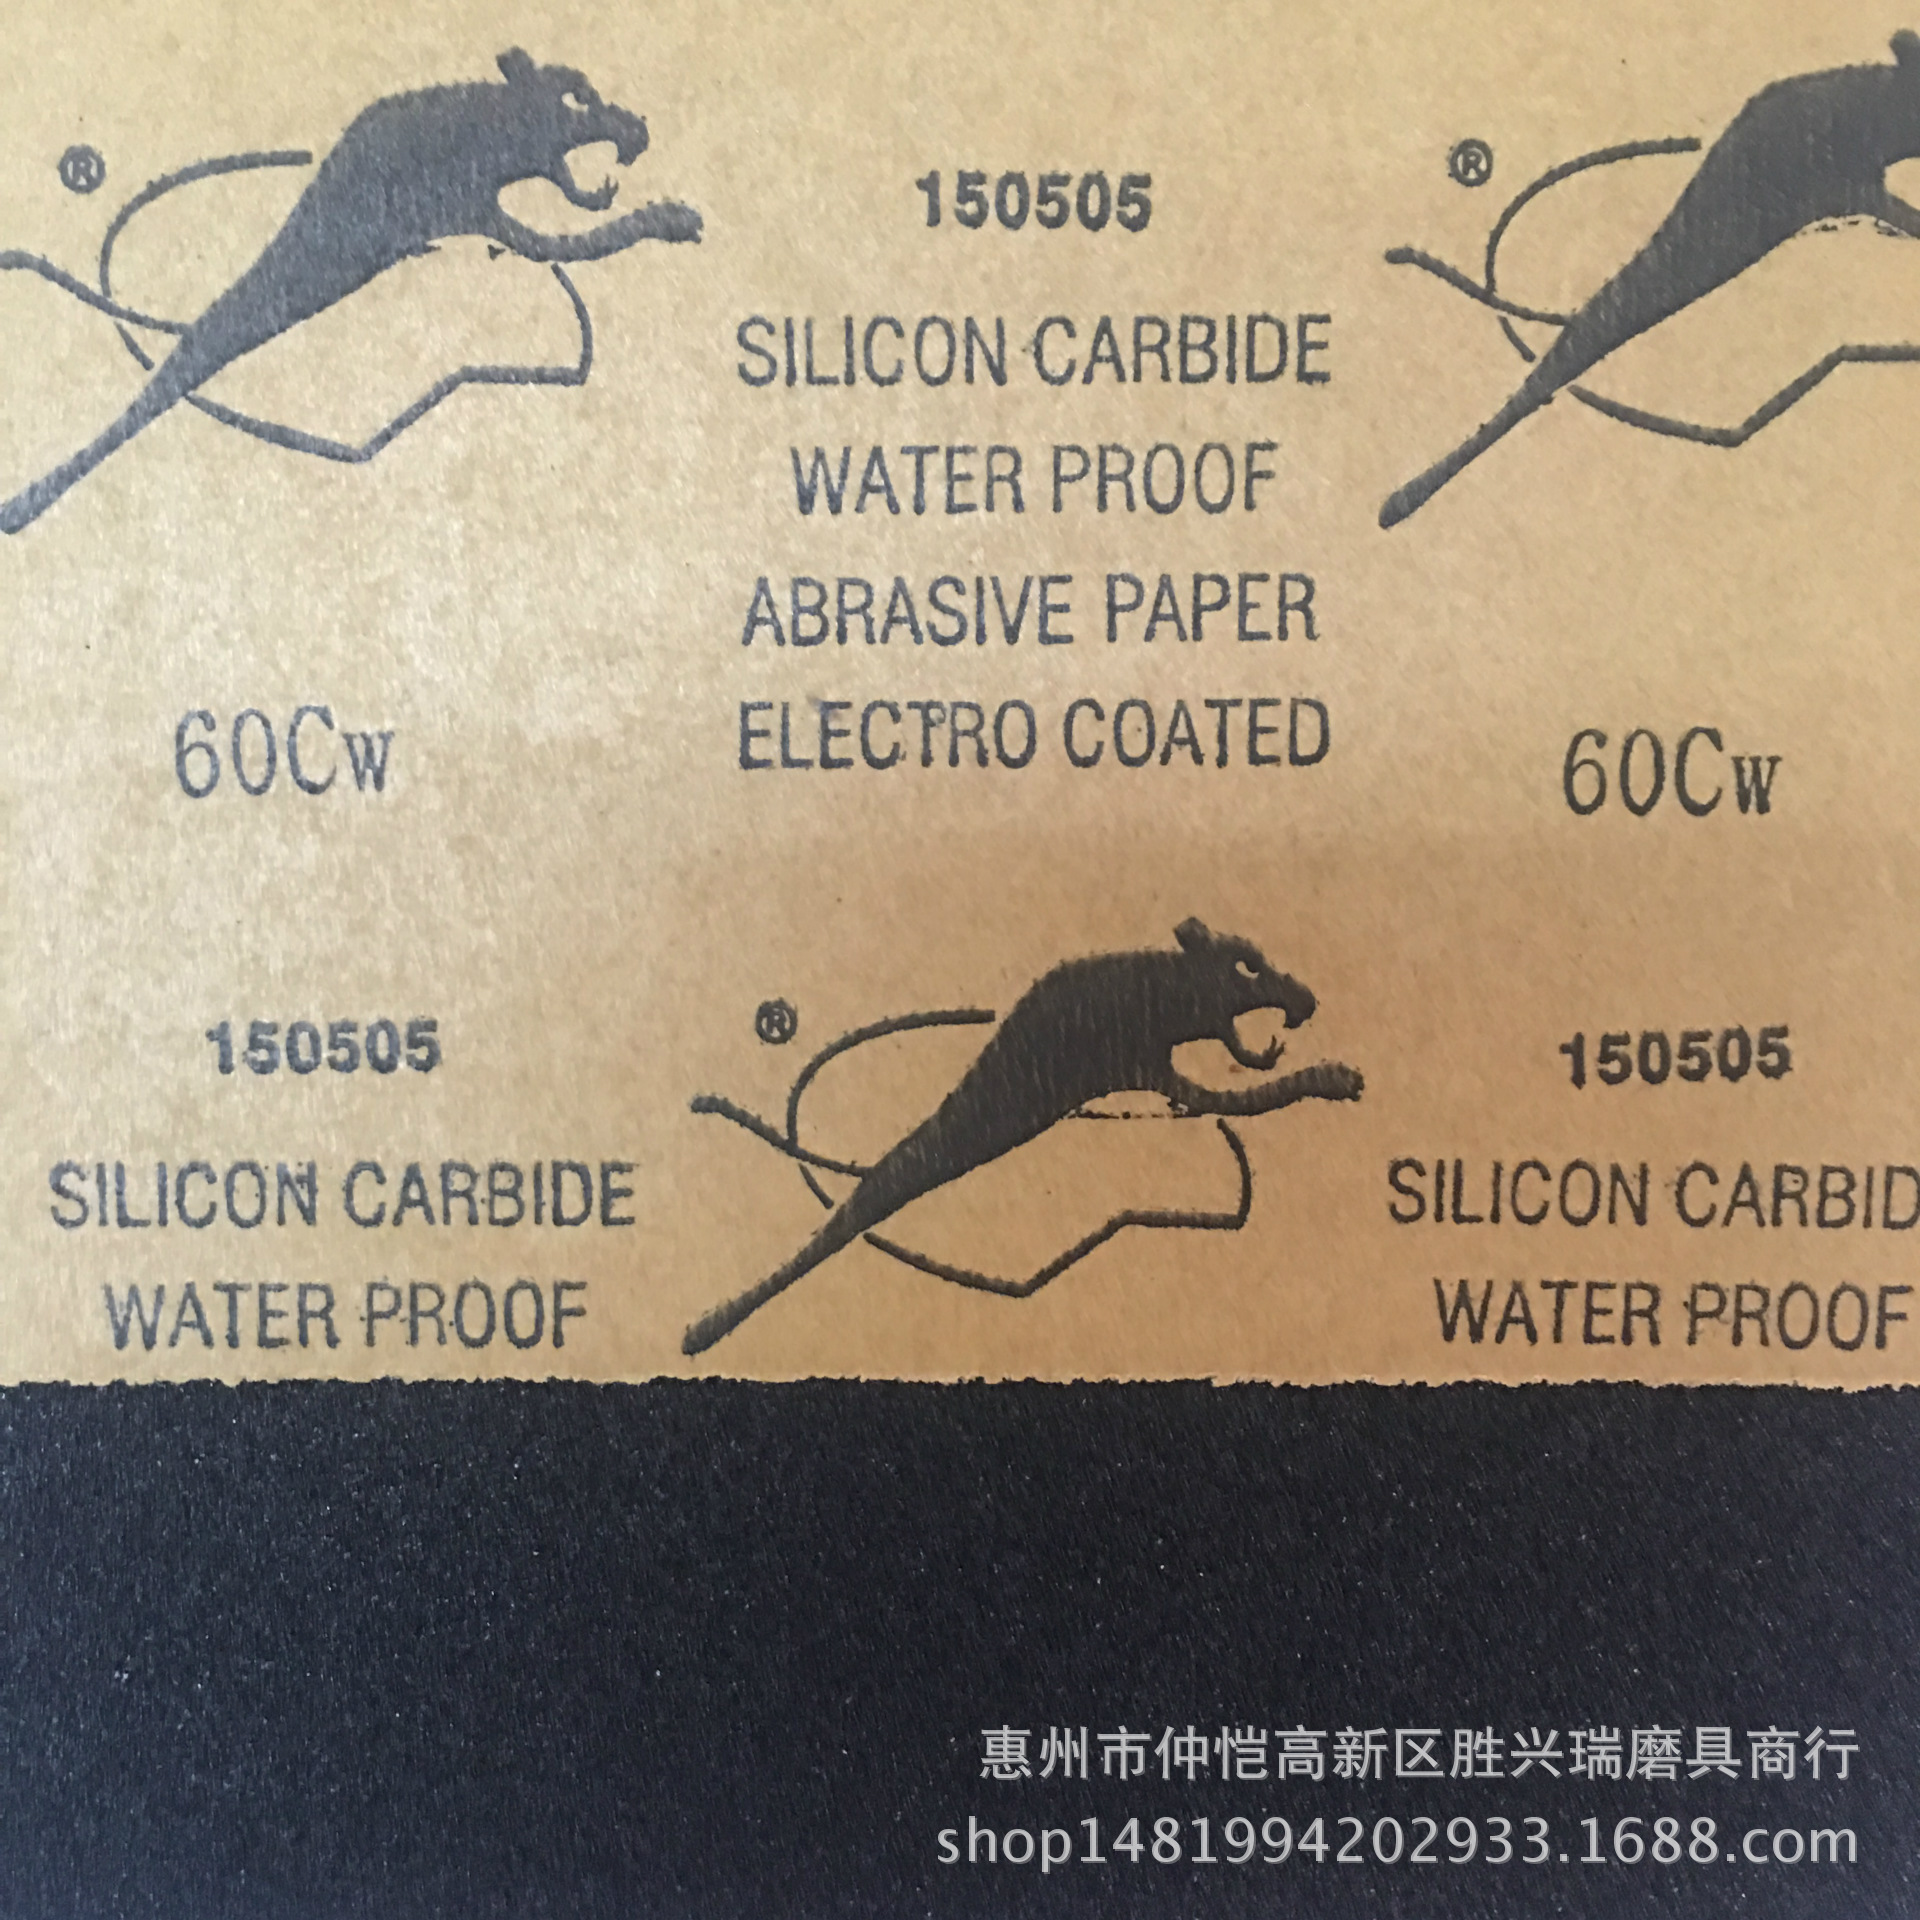 ®
150505
®
SILICON CARBIDE
WATER PROOF
ABRASIVE PAPER
ELECTRO COATED
60Cw
60Cw
®
150505
150505
SILICON CARBIDE
SILICON CARBID
WATER PROOF
WATER PROOF
惠州市仲恺高新区胜兴瑞磨具商行
shop1481994202933.1688.com